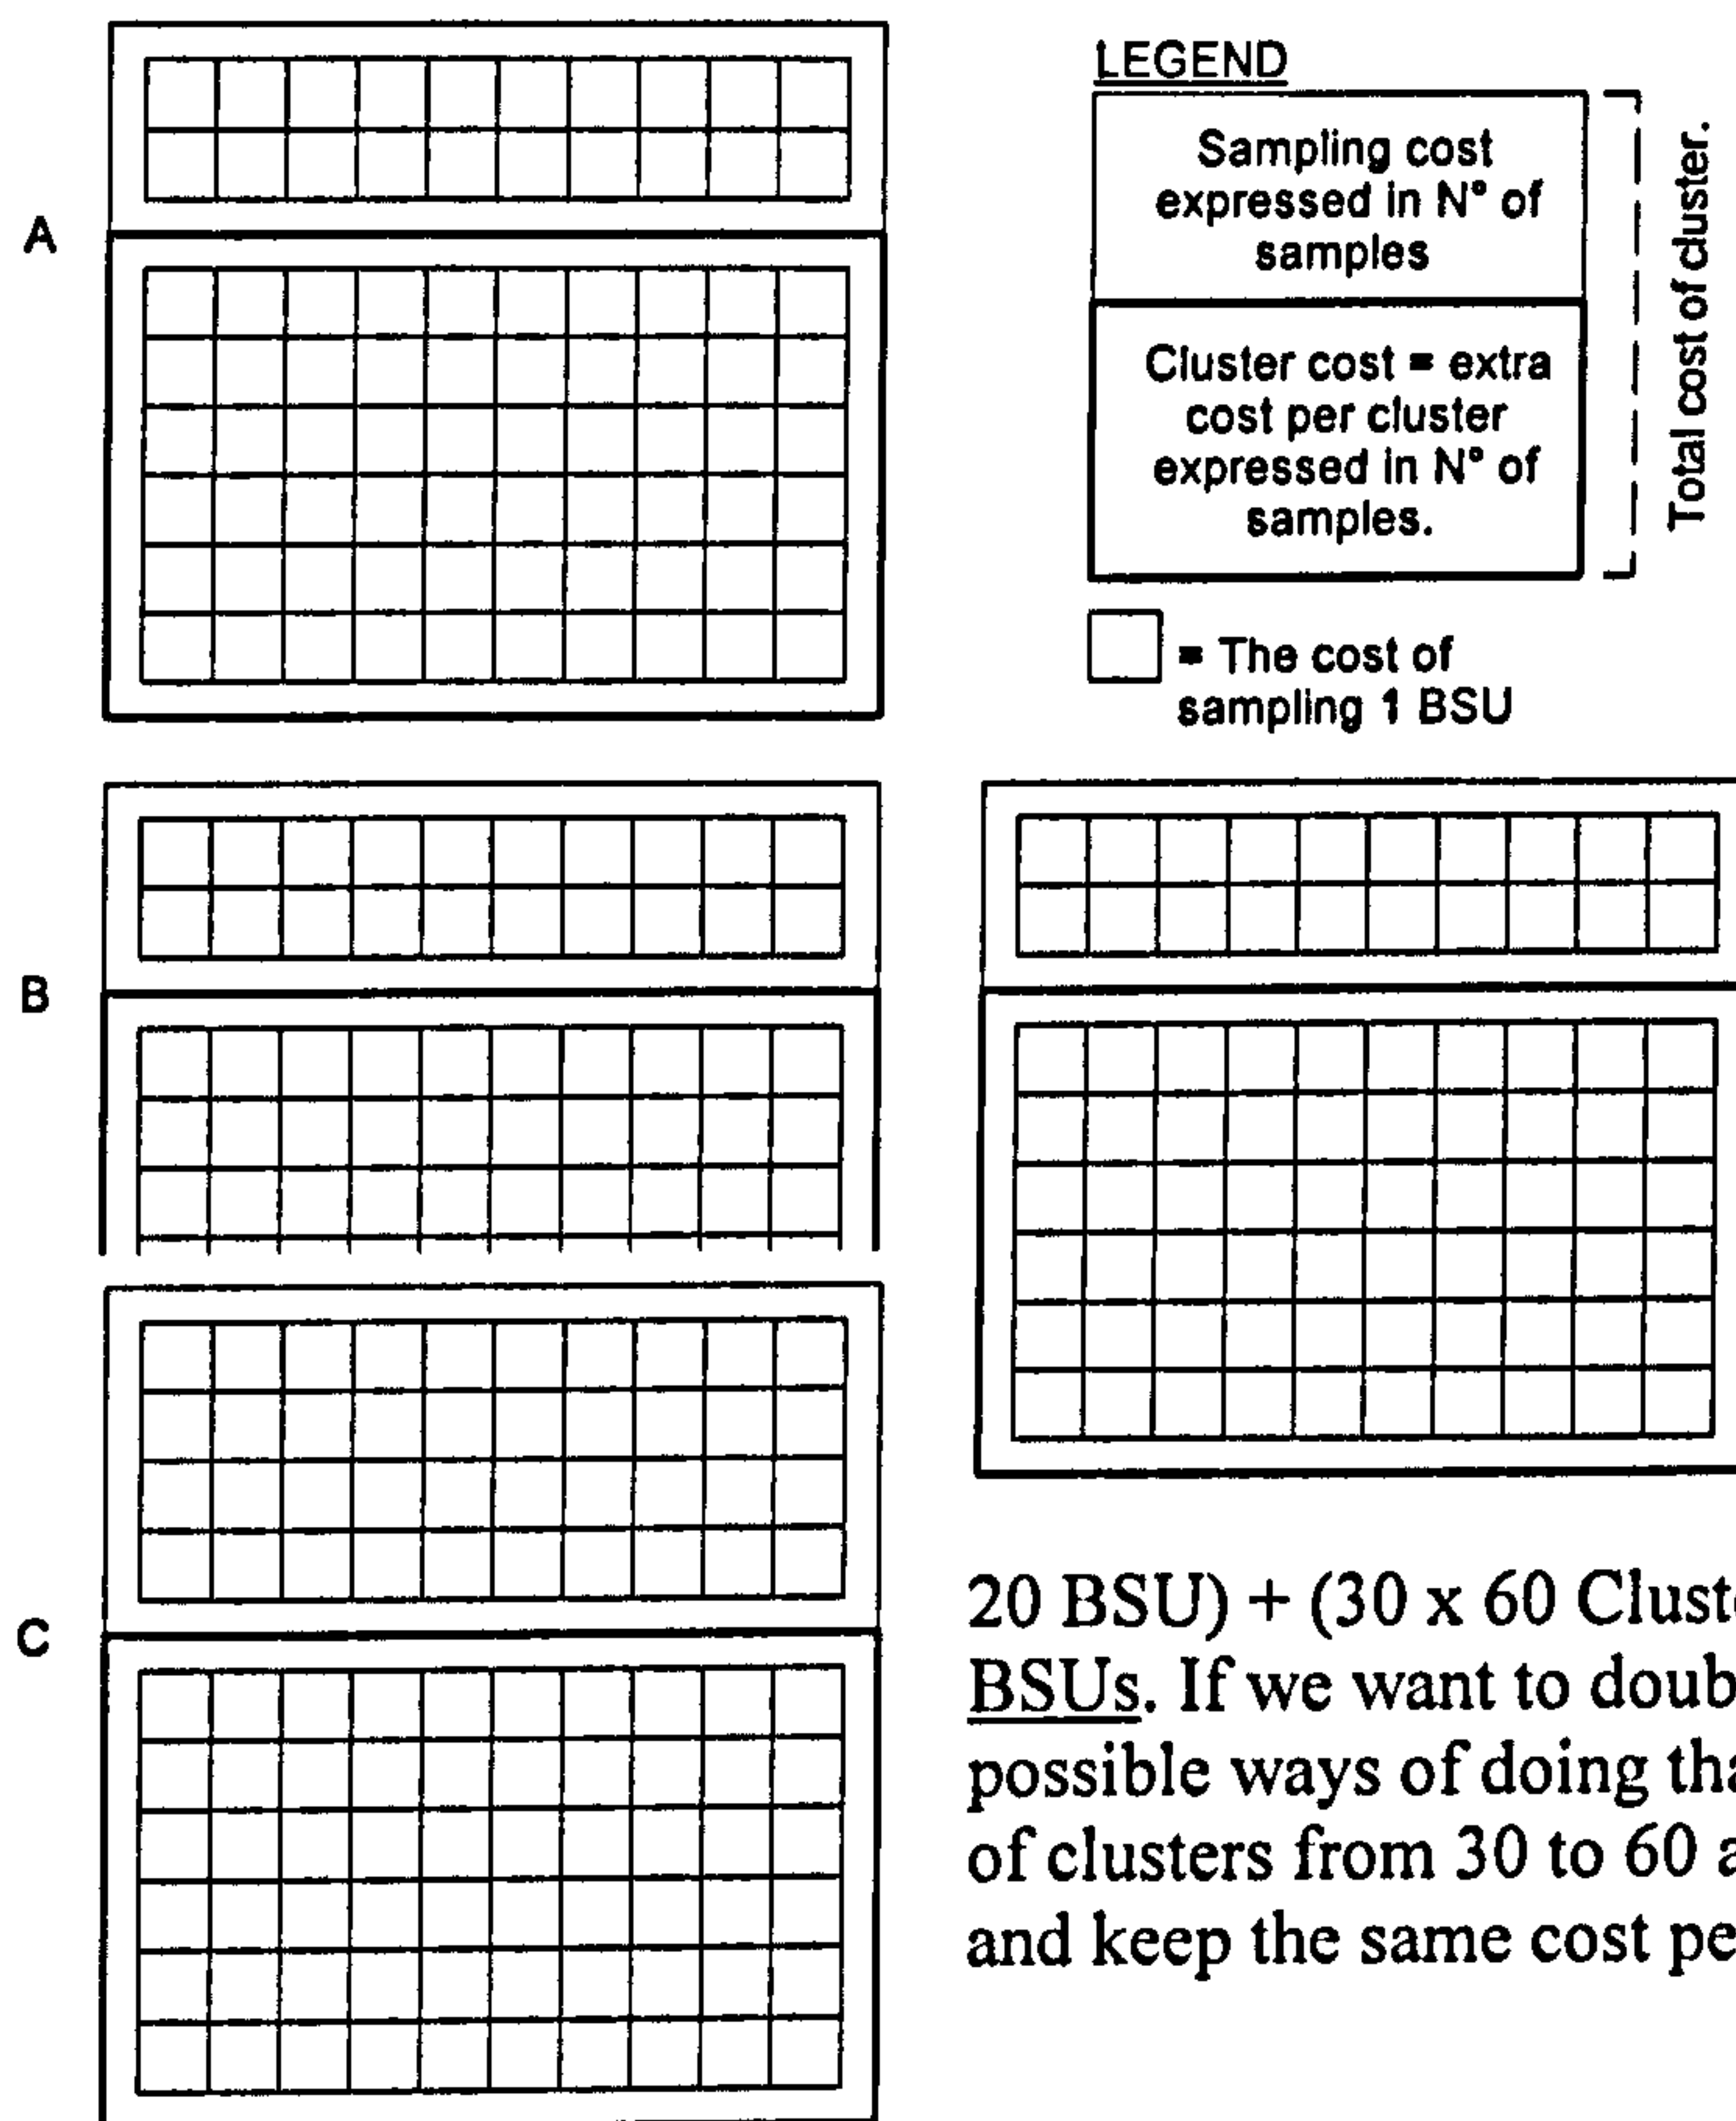 A
LEGEND
Sampling cost
expressed in N° of
samples
Cluster cost = extra
cost per cluster
expressed in N° of
samples.
Total cost of cluster.
= The cost of
sampling 1 BSU
B
C
20 BSU) + (30 x 60 Cluste
BSUs. If we want to doub
possible ways of doing tha
of clusters from 30 to 60 a
and keep the same cost pe